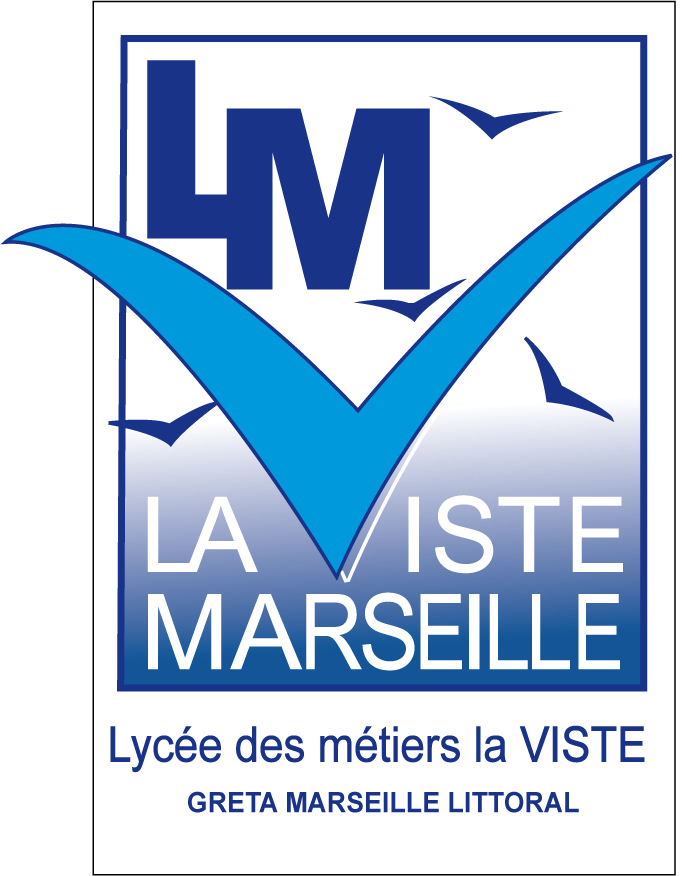 LM
LA VISTE
MARSEILLE
Lycée des métiers la VISTE
GRETA MARSEILLE LITTORAL